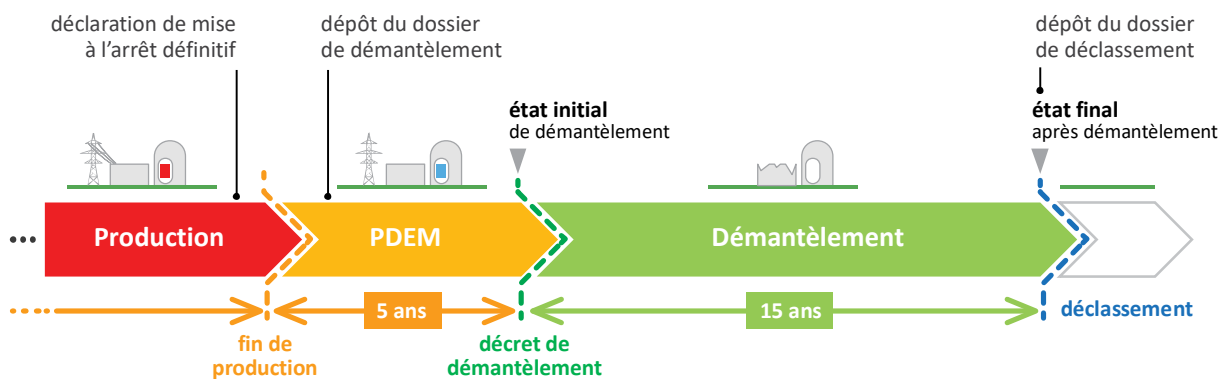 déclaration de mise
à l'arrêt définitif
dépôt du dossier
de démantèlement
dépôt du dossier
de déclassement
état initial
de démantèlement
état final
après démantèlement
Production
PDEM
Démantèlement
5 ans
15 ans
déclassement
fin de
production
décret de
démantèlement